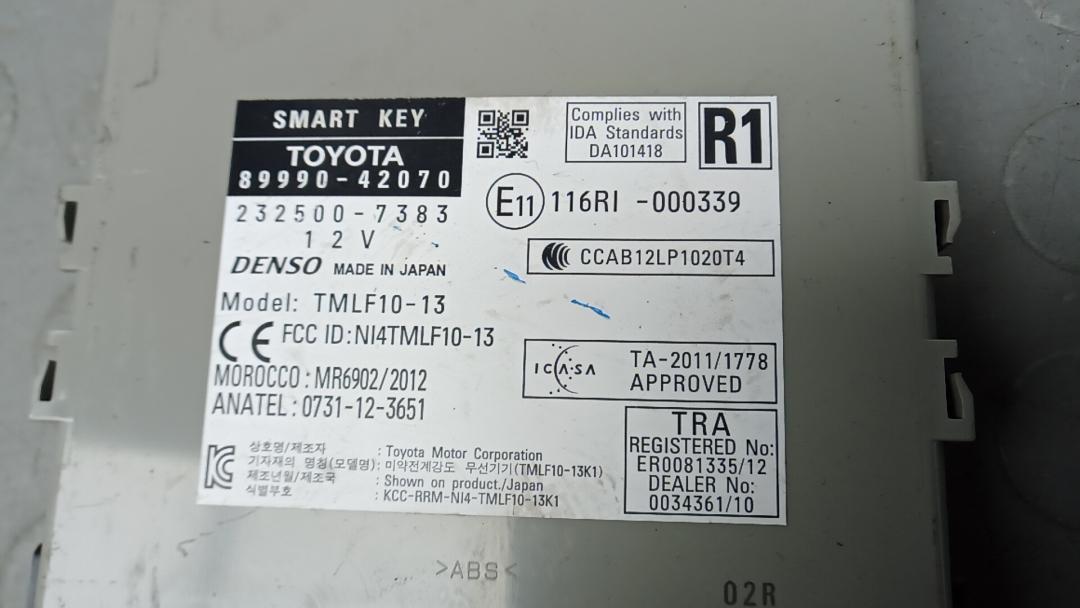 SMART KEY
TOYOTA
89990-42070
232500-7383
12V
DENSO MADE IN JAPAN
Model: TMLF10-13
CE FCC ID:NI4TMLF10-13
MOROCCO:MR6902/2012
ANATEL:0731-12-3651
Complies with
IDA Standards
DA101418
R1
E11 116RI -000339
CCAB12LP1020T4
ICASA TA-2011/1778
APPROVED
TRA
REGISTERED No:
ER0081335/12
DEALER No:
0034361/10
상호명/제조자 : Toyota Motor Corporation
기자재의 명칭(모델명): 미약전계강도 무선기기(TMLF10-13K1)
제조년월/제조국 : Shown on product./Japan
식별부호 : KCC-RRM-NI4-TMLF10-13K1
>ABS<
02R